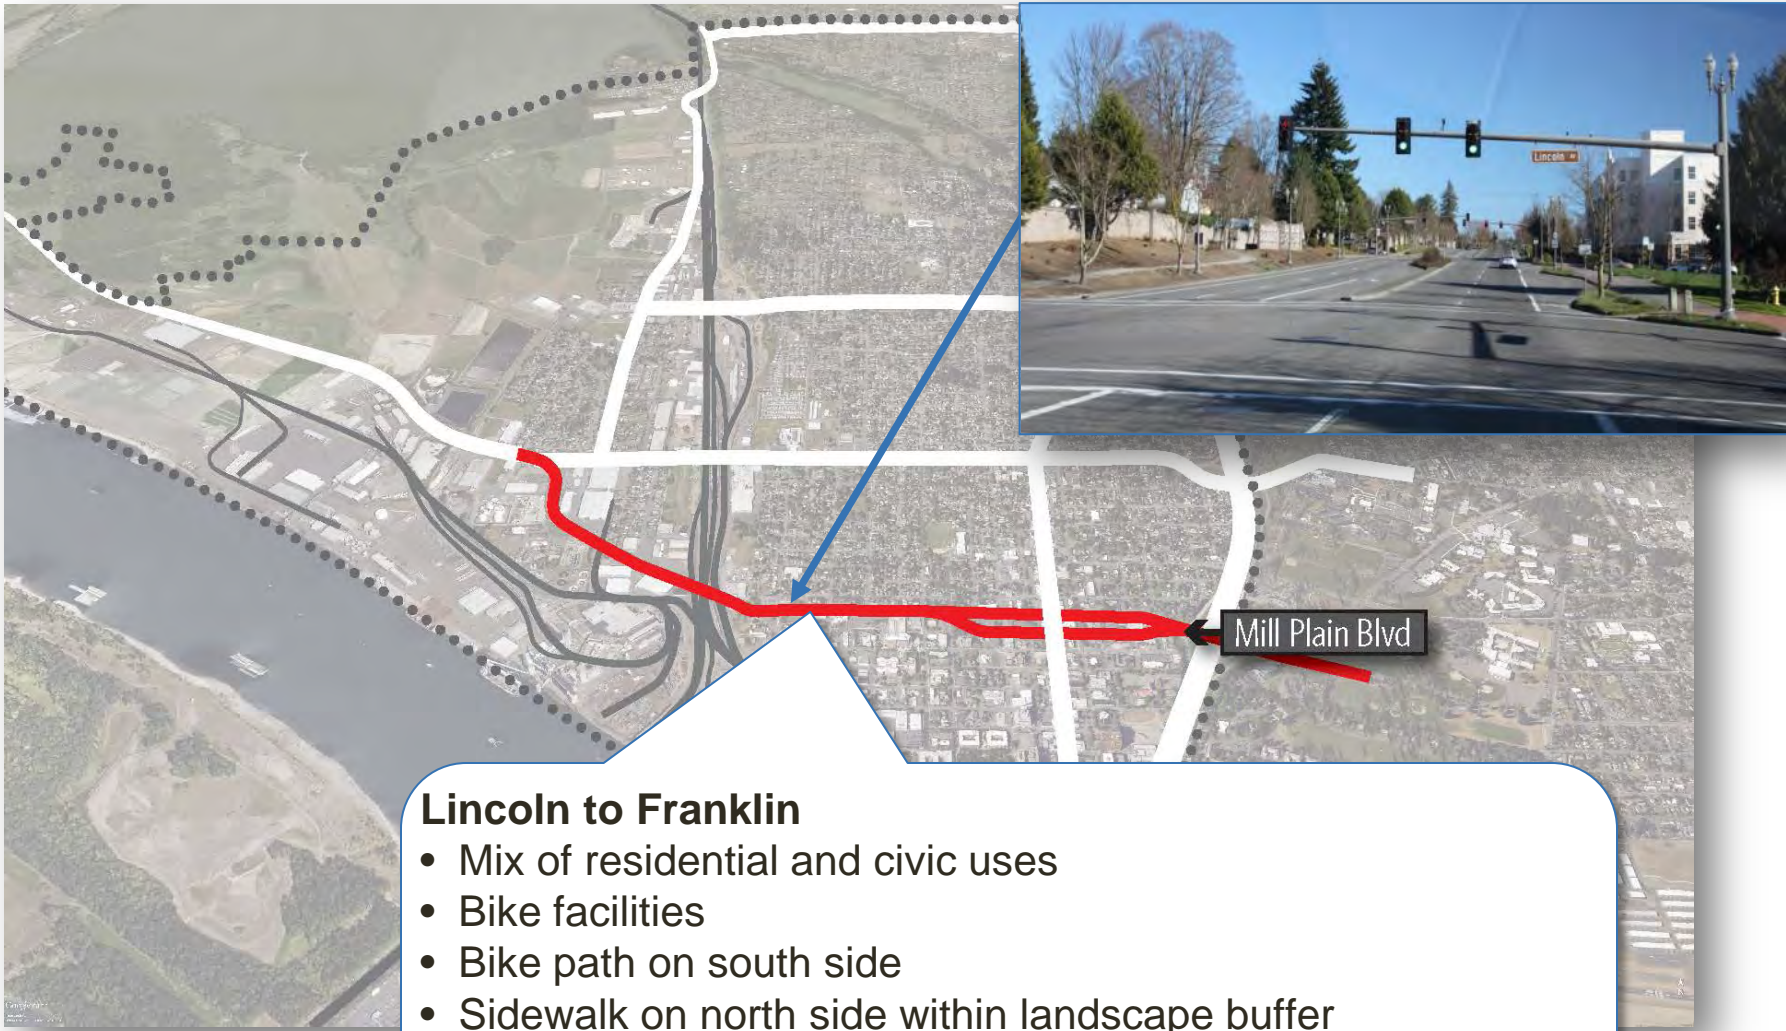 Lincoln Av
Mill Plain Blvd
Lincoln to Franklin
• Mix of residential and civic uses
• Bike facilities
• Bike path on south side
• Sidewalk on north side within landscape buffer